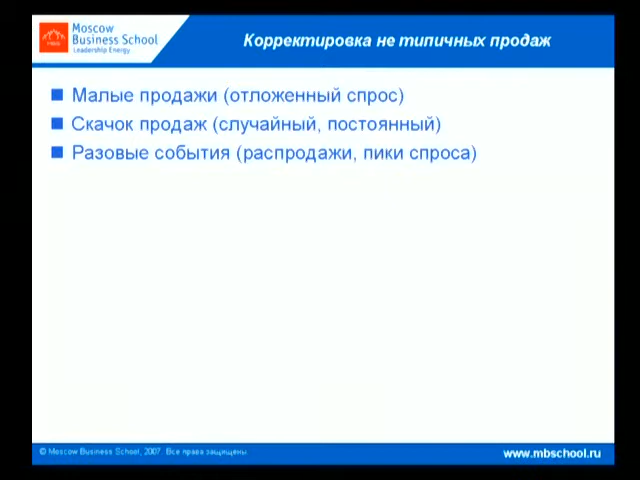 Moscow
Business School
Leadership Energy
Корректировка не типичных продаж
Малые продажи (отложенный спрос)
Скачок продаж (случайный, постоянный)
Разовые события (распродажи, пики спроса)
© Moscow Business School, 2007. Все права защищены.
www.mbschool.ru